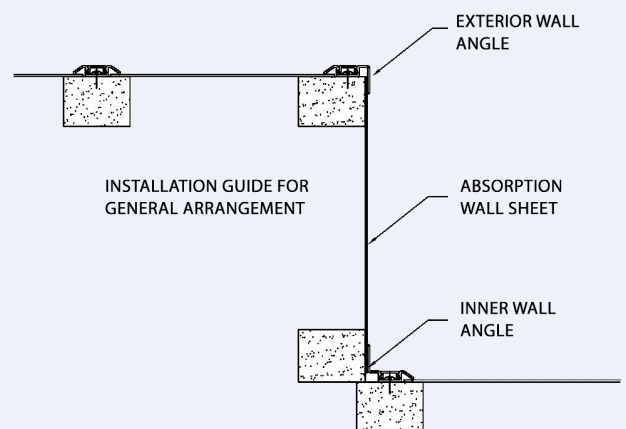 EXTERIOR WALL
ANGLE
INSTALLATION GUIDE FOR
GENERAL ARRANGEMENT
ABSORPTION
WALL SHEET
INNER WALL
ANGLE